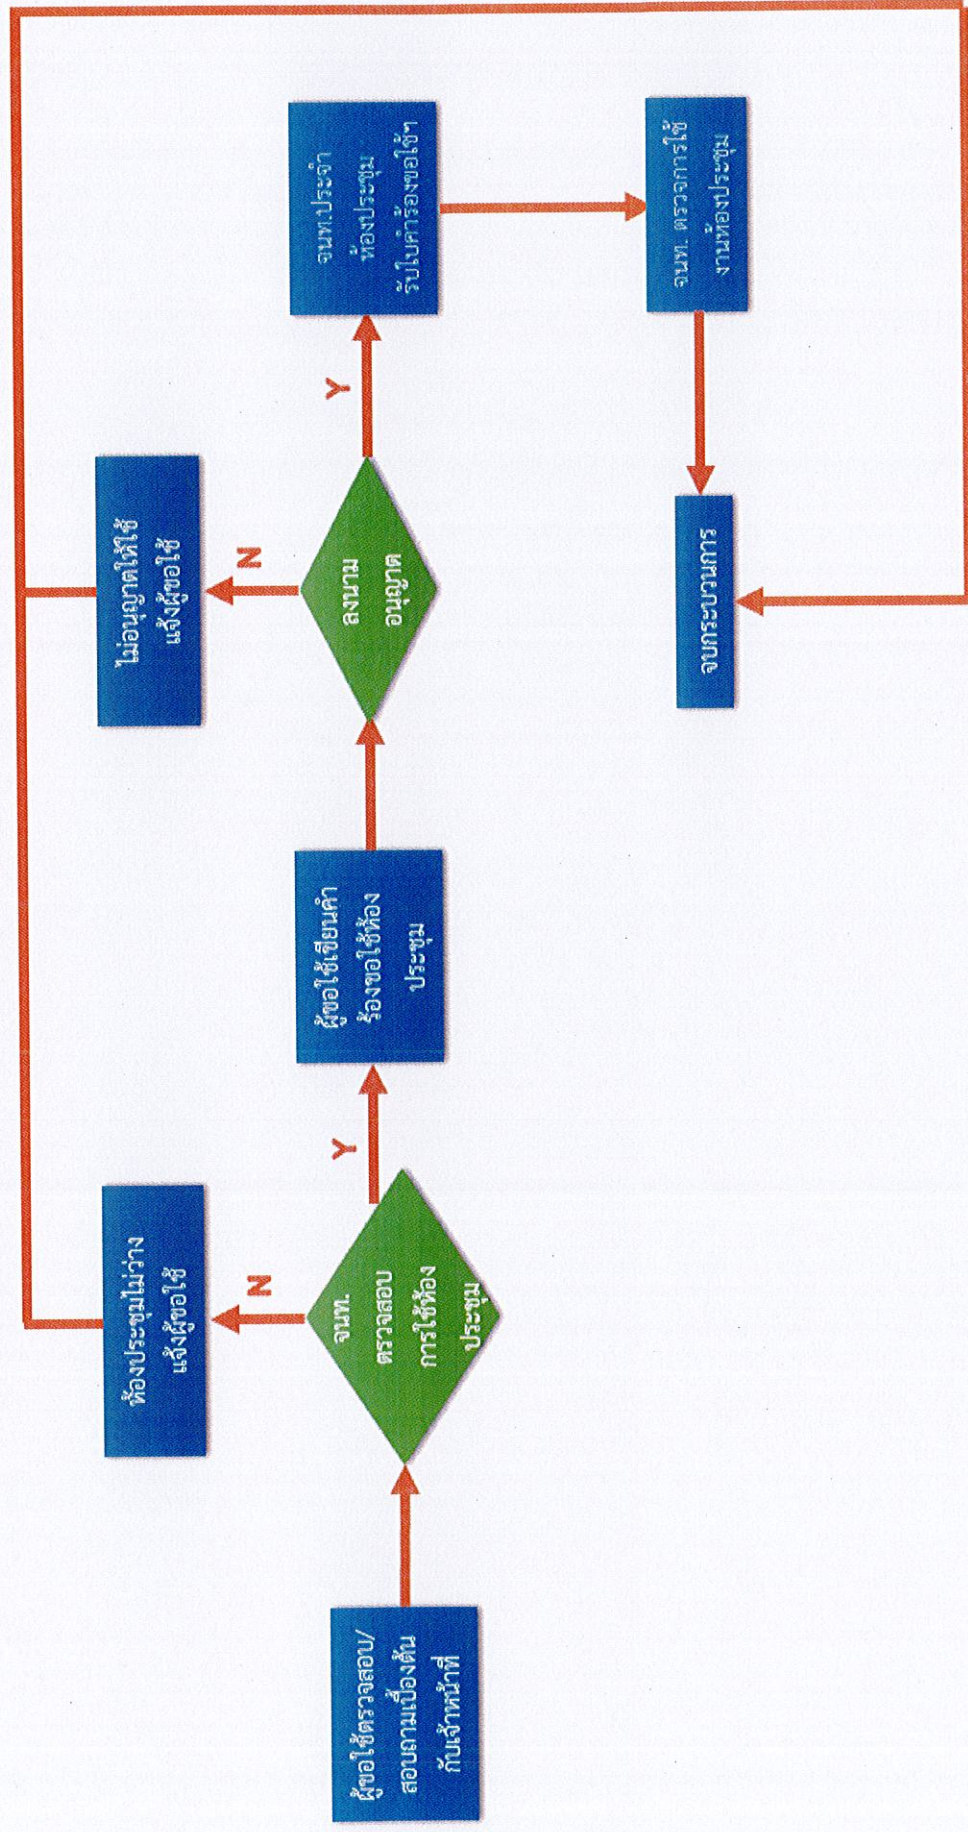 ผู้ขอใช้ตรวจสอบ/
สอบถามเบื้องต้น
กับเจ้าหน้าที่
จนท.
ตรวจสอบ
การใช้ห้อง
ประชุม
N
ห้องประชุมไม่ว่าง
แจ้งผู้ขอใช้
Y
ผู้ขอใช้เขียนคำ
ร้องขอใช้ห้อง
ประชุม
ลงนาม
อนุญาต
N
ไม่อนุญาตให้ใช้
แจ้งผู้ขอใช้
Y
จนท.ประจำ
ห้องประชุม
รับใบคำร้องขอใช้ฯ
จนท. ตรวจการใช้
งานห้องประชุม
จบกระบวนการ